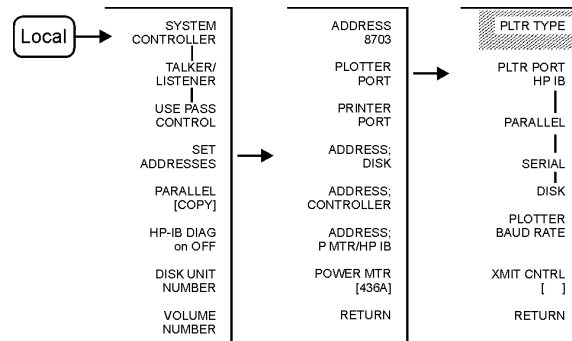 Local
SYSTEM
CONTROLLER
TALKER/
LISTENER
USE PASS
CONTROL
SET
ADDRESSES
PARALLEL
[COPY]
HP-IB DIAG
on OFF
DISK UNIT
NUMBER
VOLUME
NUMBER
ADDRESS
8703
PLOTTER
PORT
PRINTER
PORT
ADDRESS;
DISK
ADDRESS;
CONTROLLER
ADDRESS;
P MTR/HP IB
POWER MTR
[436A]
RETURN
PLTR TYPE
PLTR PORT
HP IB
PARALLEL
SERIAL
DISK
PLOTTER
BAUD RATE
XMIT CNTRL
[ ]
RETURN